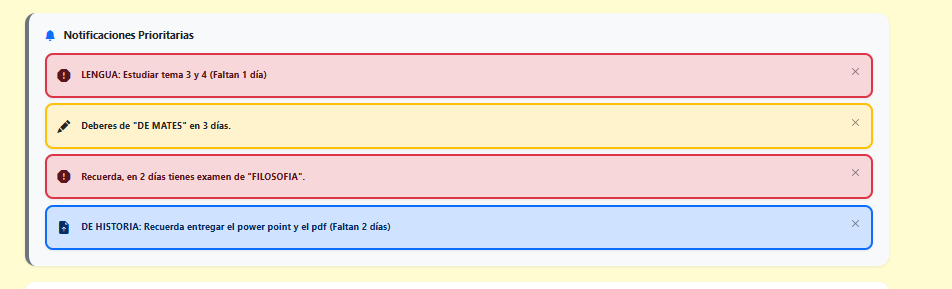 Notificaciones Prioritarias
LENGUA: Estudiar tema 3 y 4 (Faltan 1 día)
Deberes de "DE MATES" en 3 días.
Recuerda, en 2 días tienes examen de "FILOSOFIA".
DE HISTORIA: Recuerda entregar el power point y el pdf (Faltan 2 días)